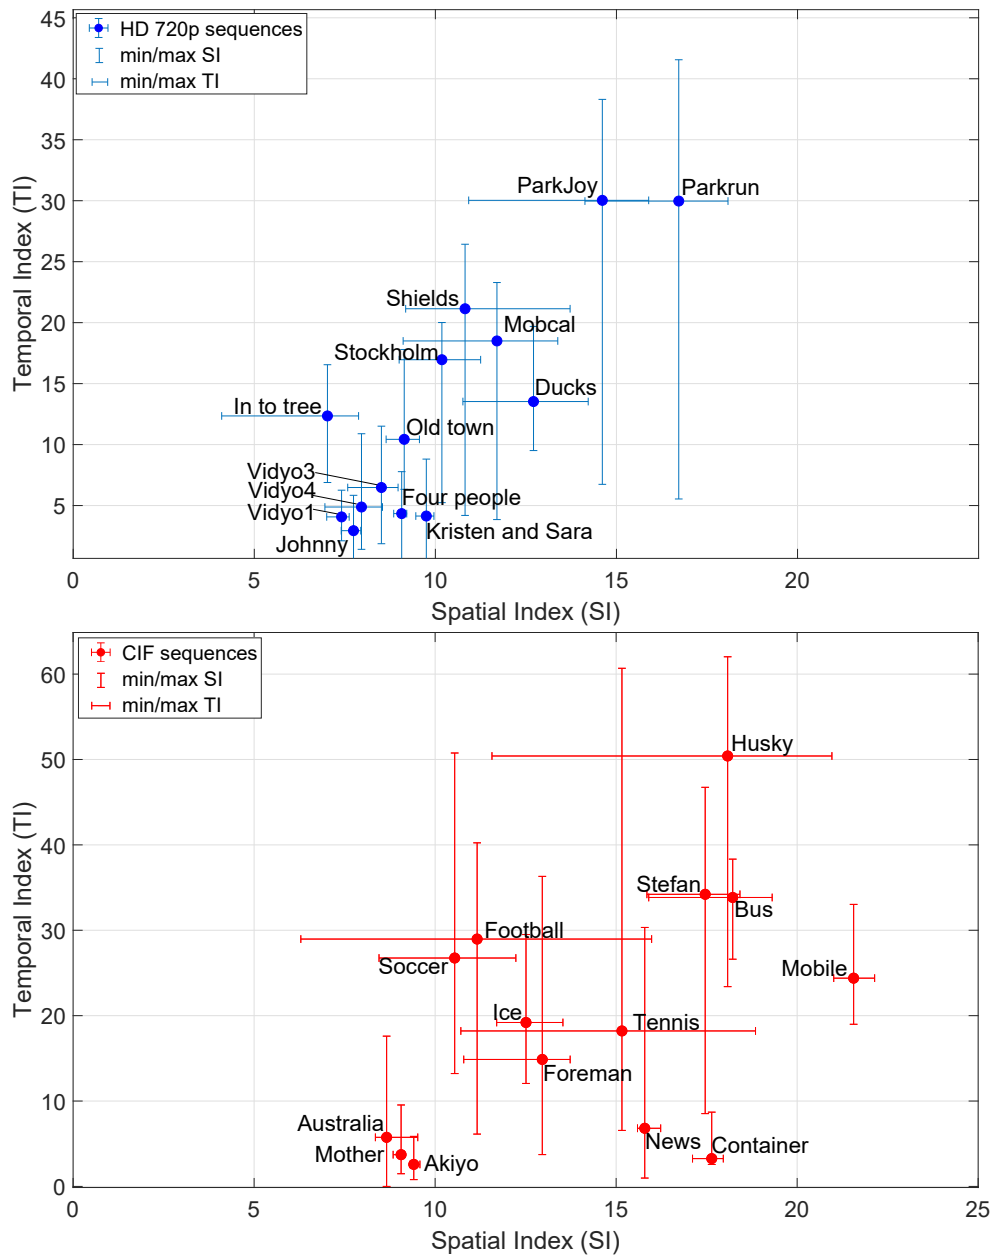 45
HD 720p sequences
min/max SI
min/max TI
40
35
30
25
20
15
10
5
Temporal Index (TI)
ParkJoy
Parkrun
Shields
Mobcal
Stockholm
Ducks
In to tree
Old town
Vidyo3
Vidyo4
Four people
Vidyo1
Kristen and Sara
Johnny
0 5 10 15 20
Spatial Index (SI)
CIF sequences
min/max SI
min/max TI
60
50
40
30
20
10
0
Temporal Index (TI)
Husky
Stefan
Bus
Football
Soccer
Mobile
Ice
Tennis
Foreman
Australia
News
Container
Mother
Akiyo
0 5 10 15 20 25
Spatial Index (SI)